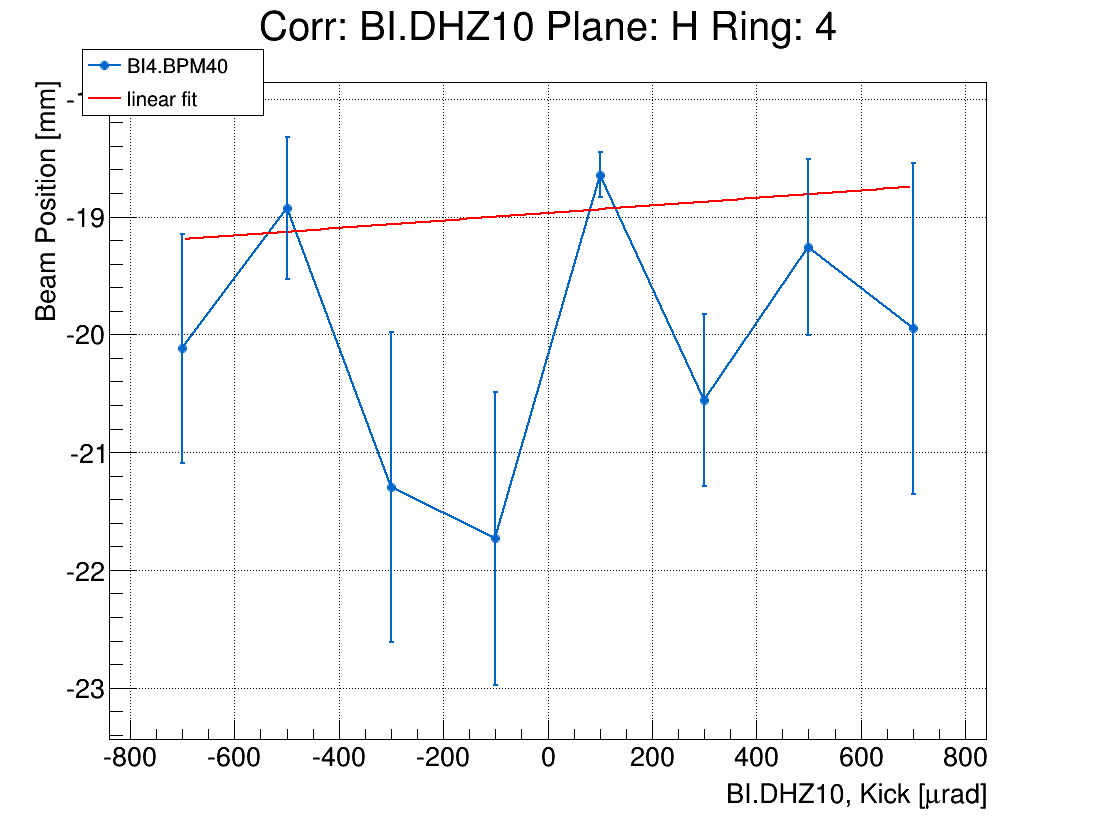 Corr: BI.DHZ10 Plane: H Ring: 4
BI4.BPM40
linear fit
Beam Position [mm]
-19
-20
-21
-22
-23
-800 -600 -400 -200 0 200 400 600 800
BI.DHZ10, Kick [μrad]